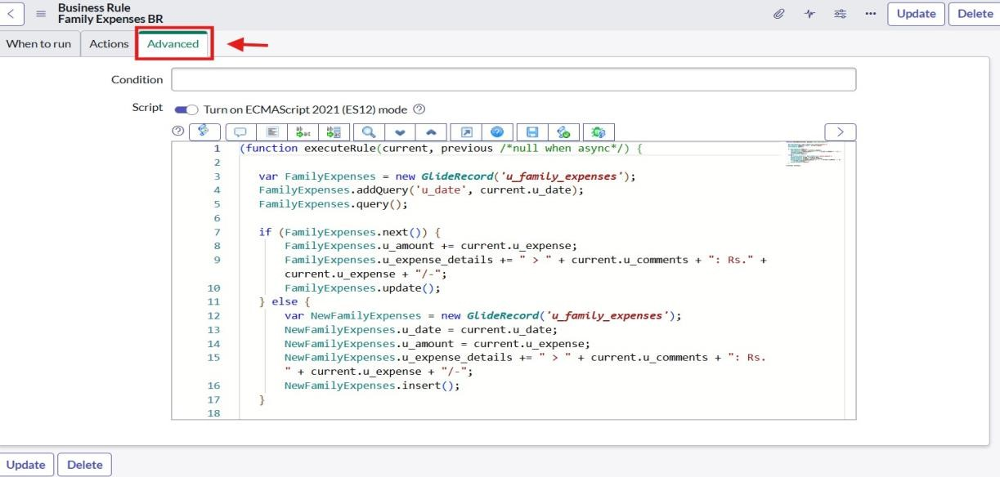 Business Rule
Family Expenses BR
Update
Delete
When to run
Actions
Advanced
Condition
Script
Turn on ECMAScript 2021 (ES12) mode
1 (function executeRule(current, previous /*null when async*/) {
2
3 var FamilyExpenses = new GlideRecord('u_family_expenses');
4 FamilyExpenses.addQuery('u_date', current.u_date);
5 FamilyExpenses.query();
6
7 if (FamilyExpenses.next()) {
8 FamilyExpenses.u_amount += current.u_expense;
9 FamilyExpenses.u_expense_details += " > " + current.u_comments + ": Rs." +
current.u_expense + "/-";
10 FamilyExpenses.update();
11 } else {
12 var NewFamilyExpenses = new GlideRecord('u_family_expenses');
13 NewFamilyExpenses.u_date = current.u_date;
14 NewFamilyExpenses.u_amount = current.u_expense;
15 NewFamilyExpenses.u_expense_details += " > " + current.u_comments + ": Rs.
" + current.u_expense + "/-";
16 NewFamilyExpenses.insert();
17 }
18
Update
Delete